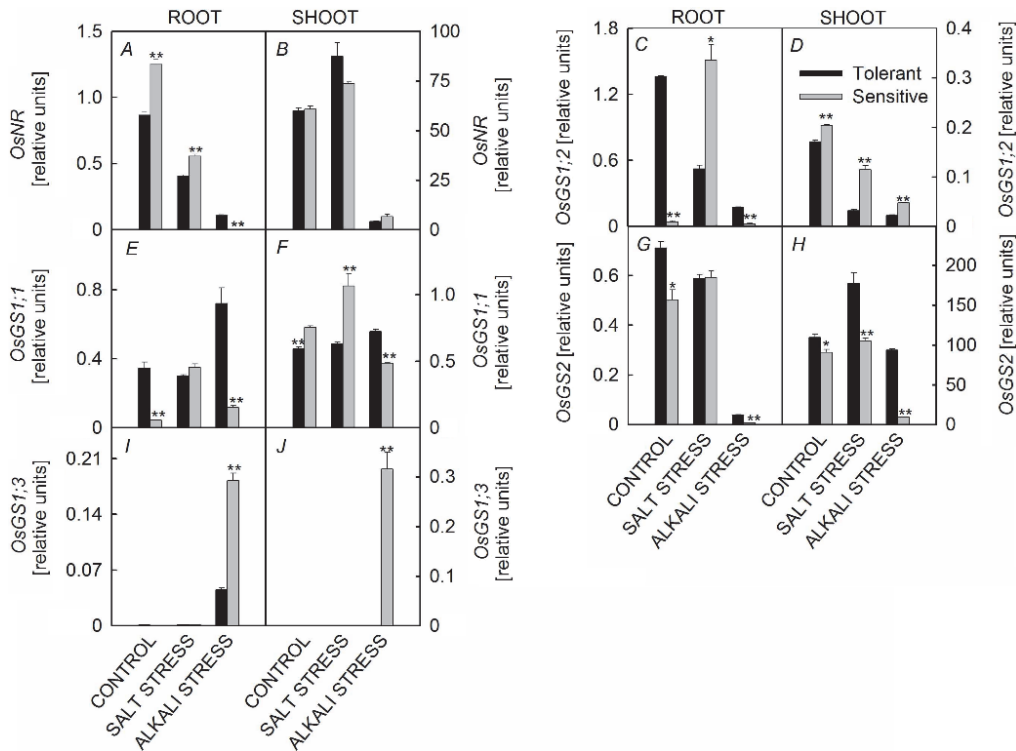 ROOT SHOOT
1.5 A ** B 100
1.0 75
0.5 ** 50
** 25
0 0
OsNR
[relative units]
OsNR
[relative units]
E F **
0.8 1.0
0.4 ** ** 0.5
** **
0 0
OsGS1;1
[relative units]
OsGS1;1
[relative units]
I J **
0.21 ** 0.3
0.14 0.2
0.07 0.1
0 0
OsGS1;3
[relative units]
OsGS1;3
[relative units]
CONTROL
SALT STRESS
ALKALI STRESS
CONTROL
SALT STRESS
ALKALI STRESS
ROOT SHOOT
1.8 C * D 0.4
Tolerant
Sensitive
1.2 0.3
** 0.2
0.6 ** 0.1
** ** **
0 0
OsGS1;2 [relative units]
OsGS1;2 [relative units]
G H
0.6 * 200
0.4 ** 150
* 100
0.2 50
** **
0 0
OsGS2 [relative units]
OsGS2 [relative units]
CONTROL
SALT STRESS
ALKALI STRESS
CONTROL
SALT STRESS
ALKALI STRESS